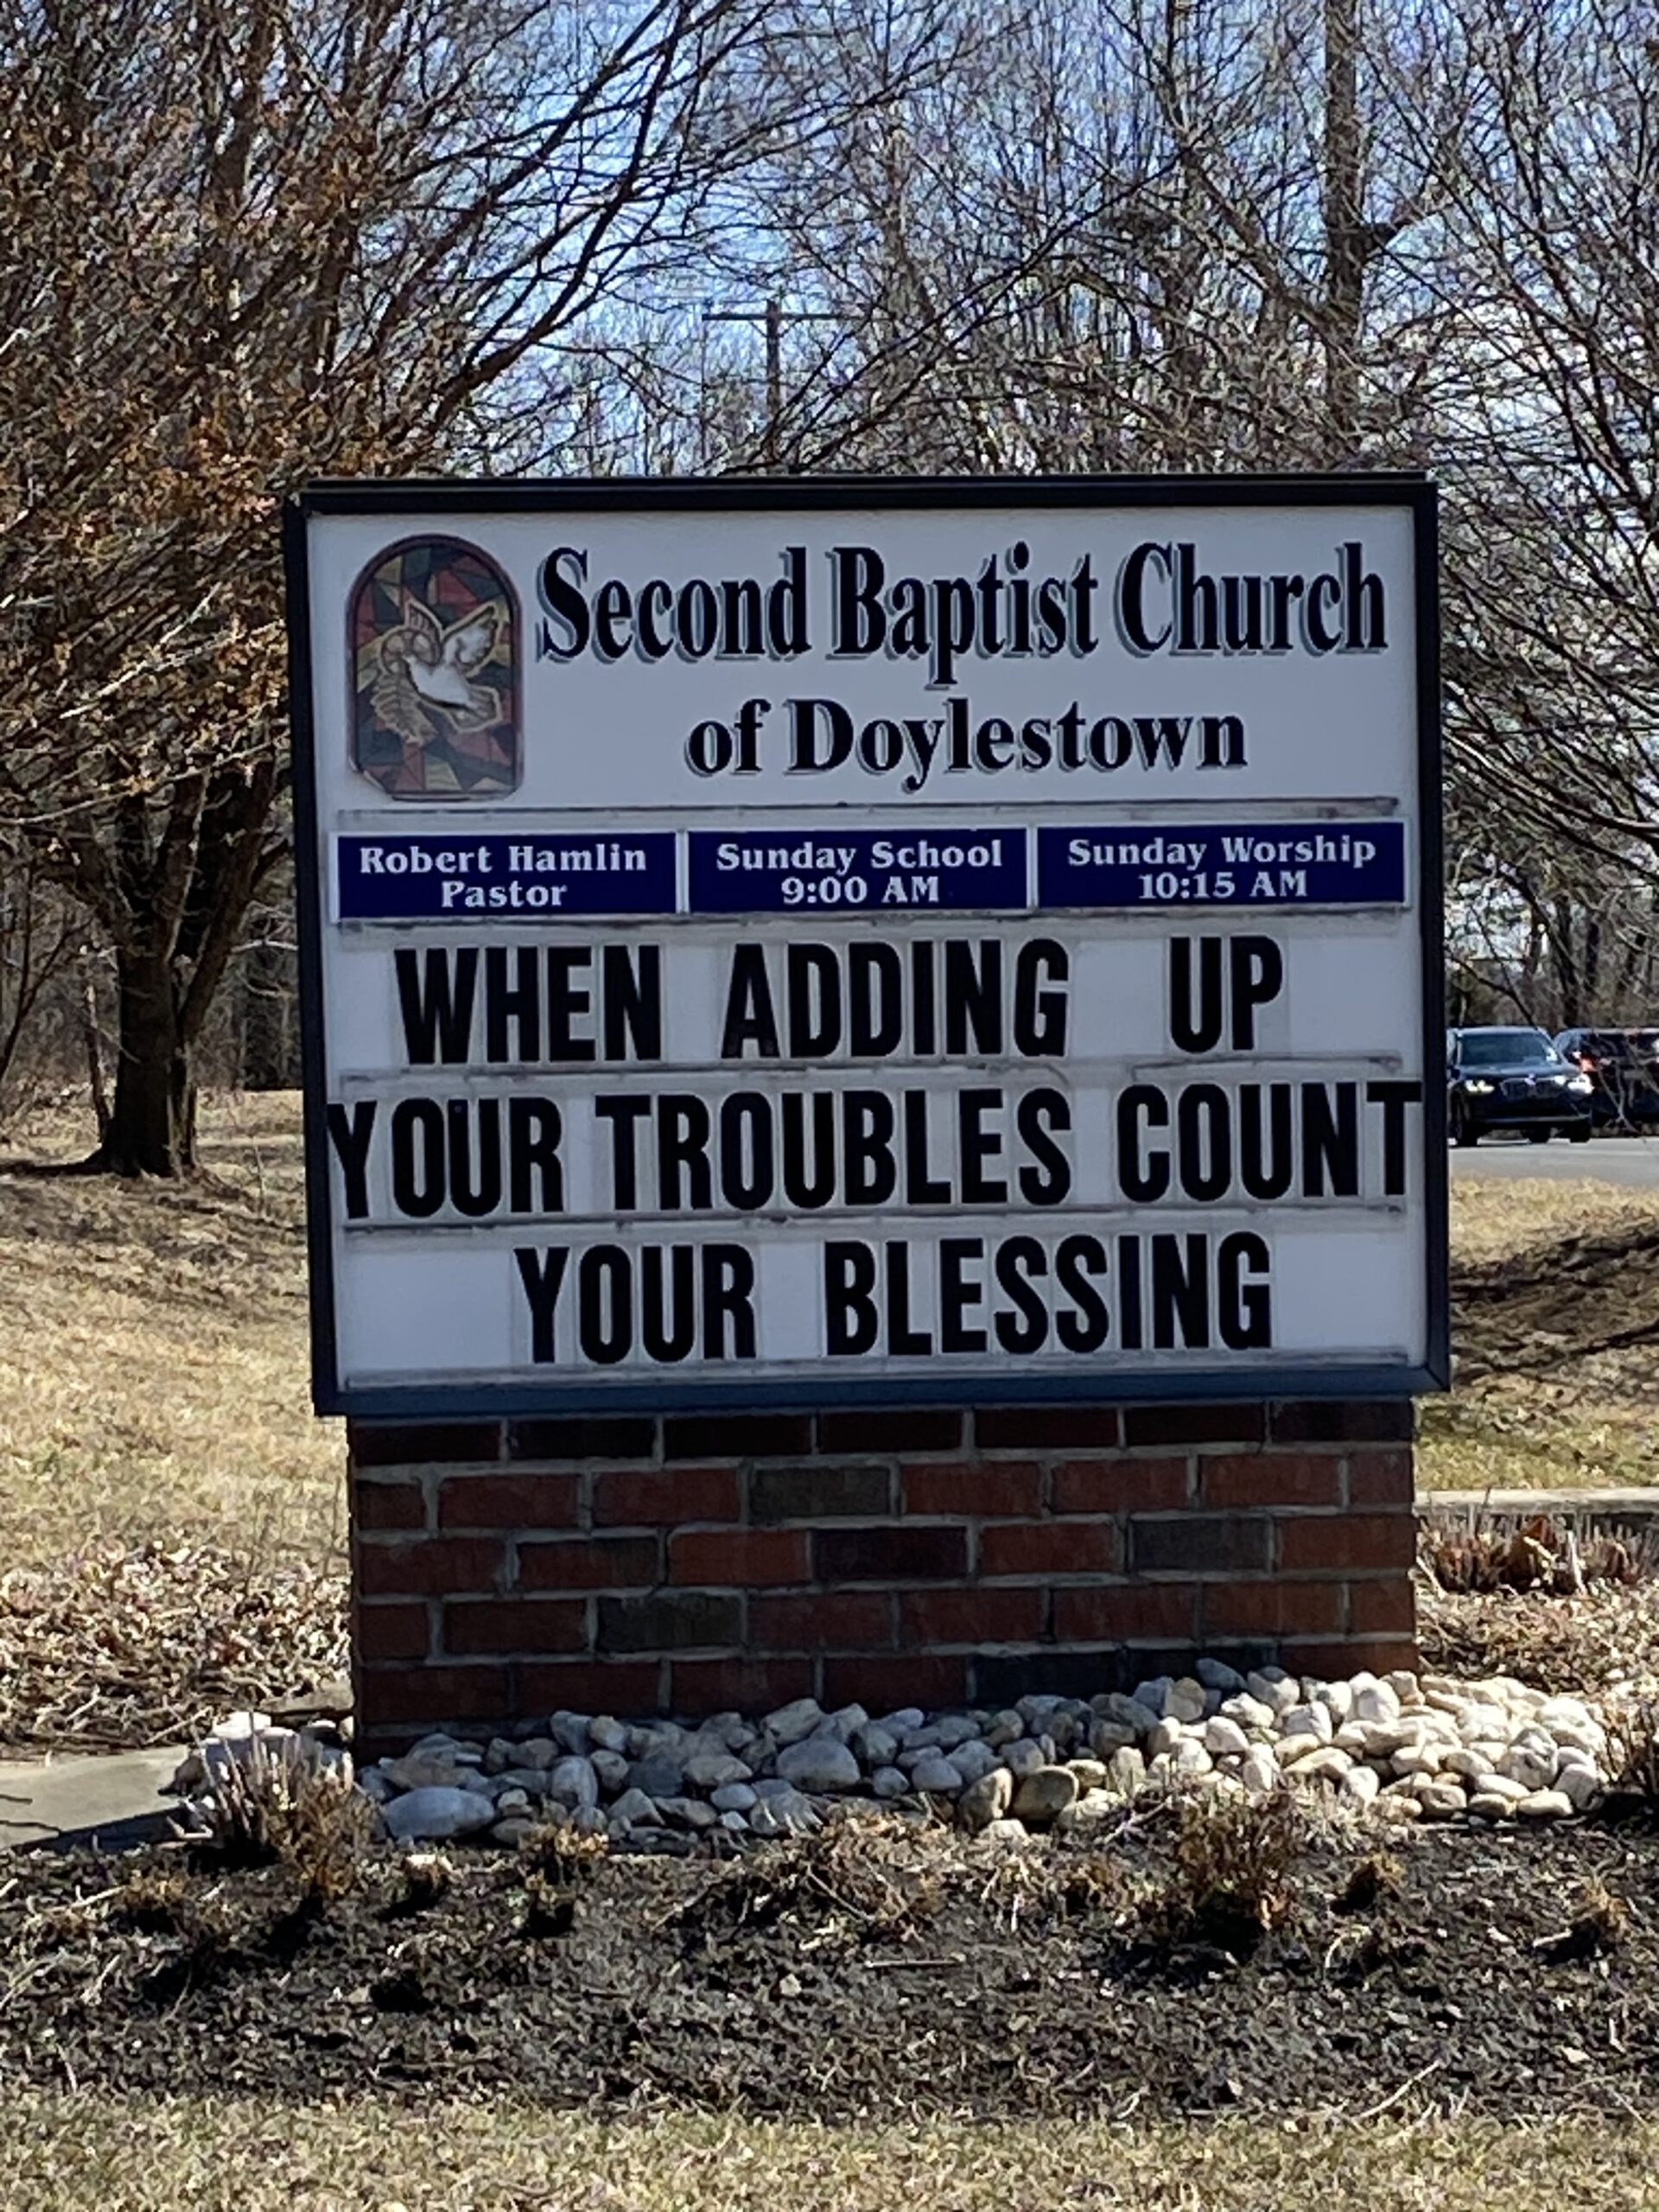 Second Baptist Church
of Doylestown
Robert Hamlin
Pastor
Sunday School
9:00 AM
Sunday Worship
10:15 AM
WHEN ADDING UP
YOUR TROUBLES COUNT
YOUR BLESSING